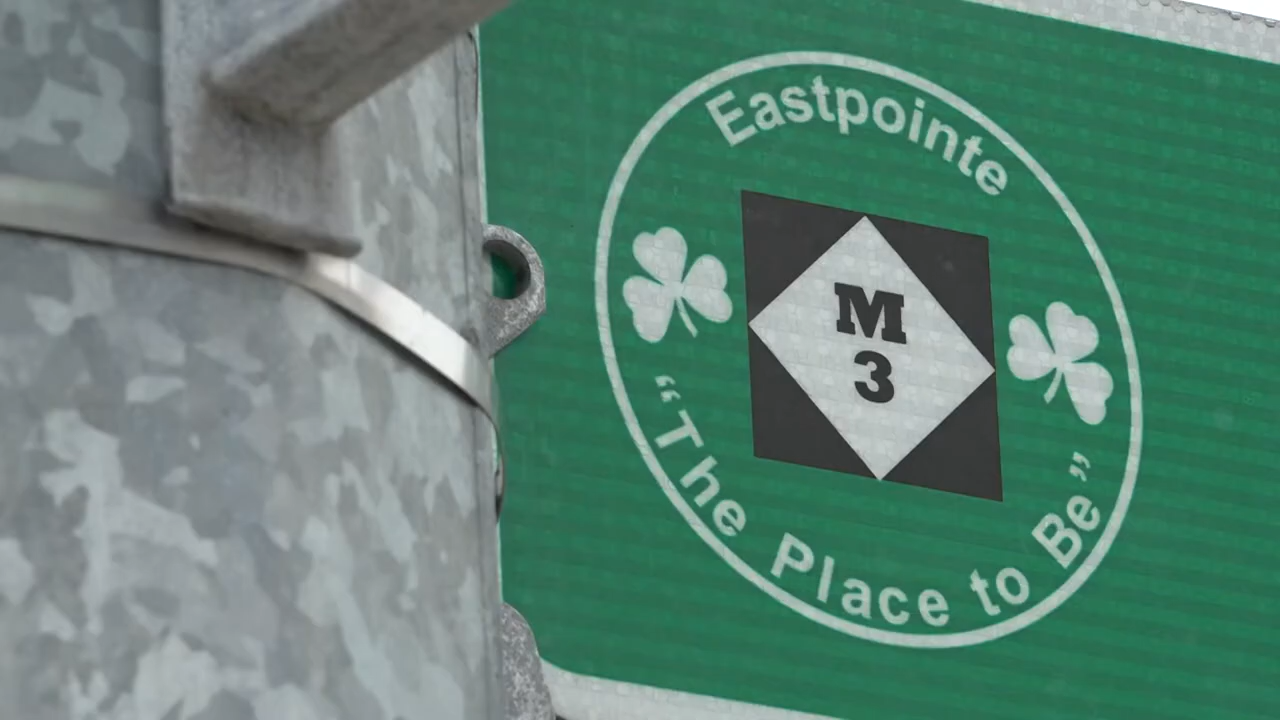 Eastpointe
M
3
“The Place to Be”